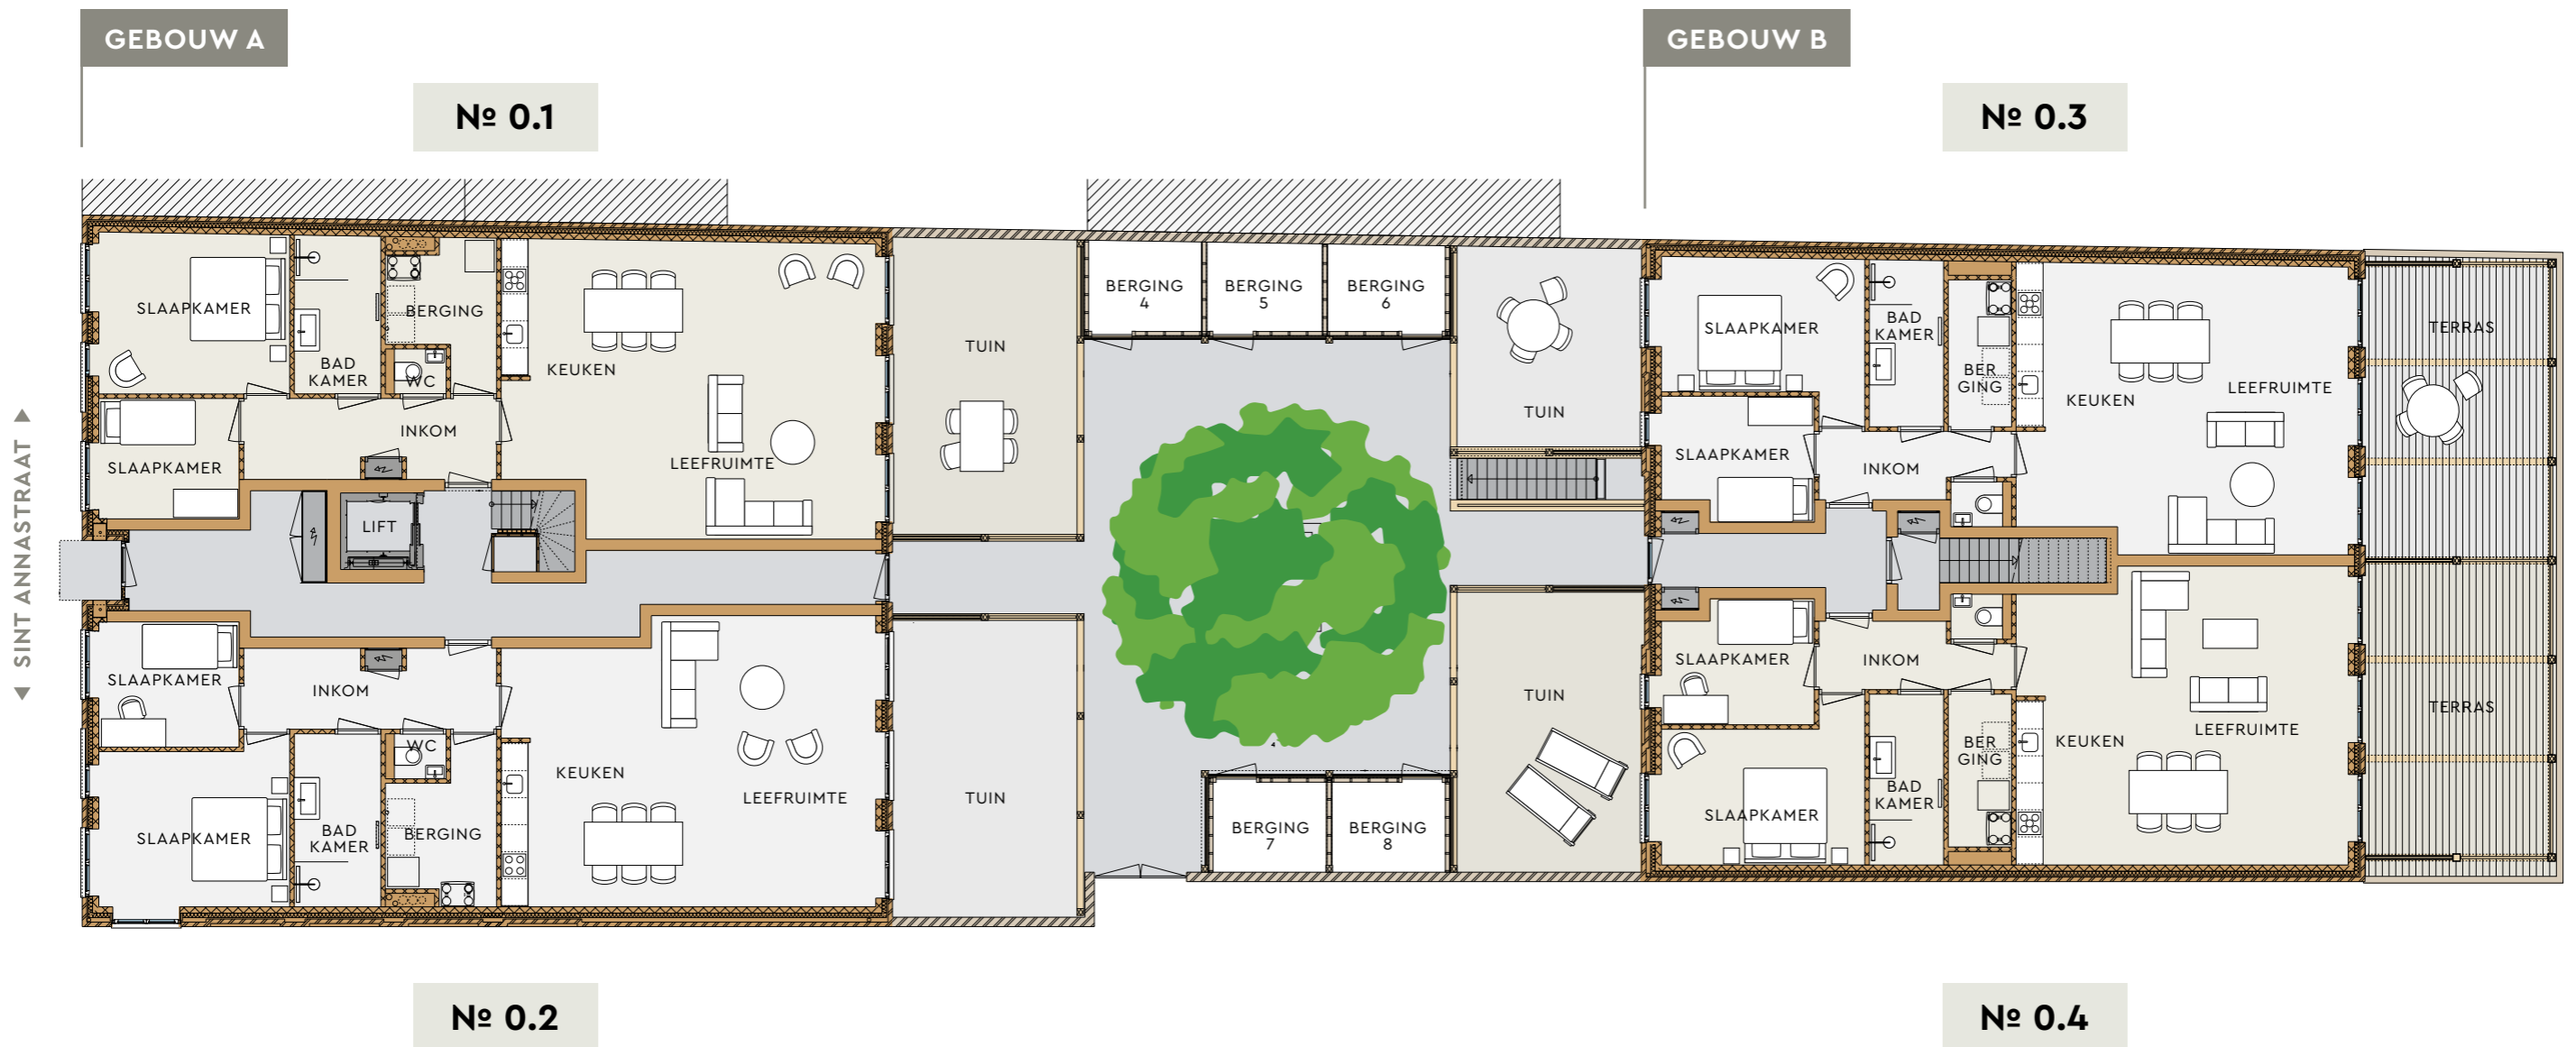 GEBOUW A
GEBOUW B
№ 0.1
№ 0.3
◀ SINT ANNASTRAAT ▶
SLAAPKAMER
BAD
KAMER
BERGING
WC
KEUKEN
INKOM
SLAAPKAMER
LEEFRUIMTE
LIFT
TUIN
BERGING
4
BERGING
5
BERGING
6
TUIN
SLAAPKAMER
BAD
KAMER
BER
GING
KEUKEN
LEEFRUIMTE
TERRAS
SLAAPKAMER
INKOM
SLAAPKAMER
INKOM
WC
KEUKEN
LEEFRUIMTE
SLAAPKAMER
BAD
KAMER
BERGING
TUIN
4
BERGING
7
BERGING
8
TUIN
SLAAPKAMER
INKOM
SLAAPKAMER
BAD
KAMER
BER
GING
KEUKEN
LEEFRUIMTE
TERRAS
№ 0.2
№ 0.4